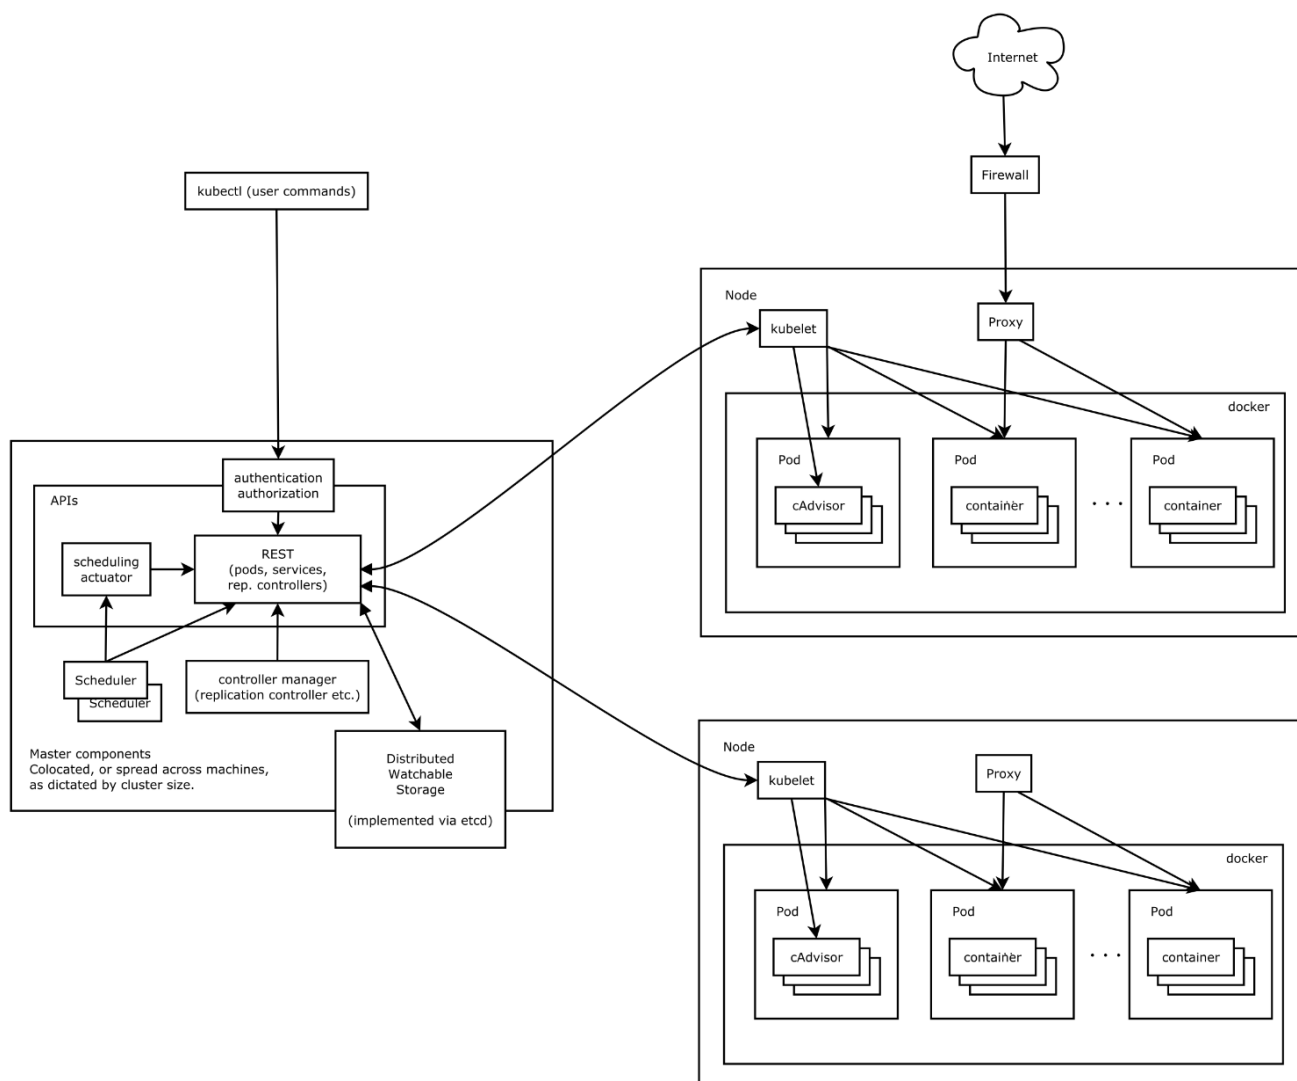 Internet
Firewall
kubectl (user commands)
Node
kubelet
Proxy
docker
Pod
cAdvisor
Pod
container
. . .
Pod
container
authentication
authorization
APIs
REST
(pods, services,
rep. controllers)
scheduling
actuator
Scheduler
Scheduler
controller manager
(replication controller etc.)
Master components
Colocated, or spread across machines,
as dictated by cluster size.
Distributed
Watchable
Storage
(implemented via etcd)
Node
kubelet
Proxy
docker
Pod
cAdvisor
Pod
container
. . .
Pod
container